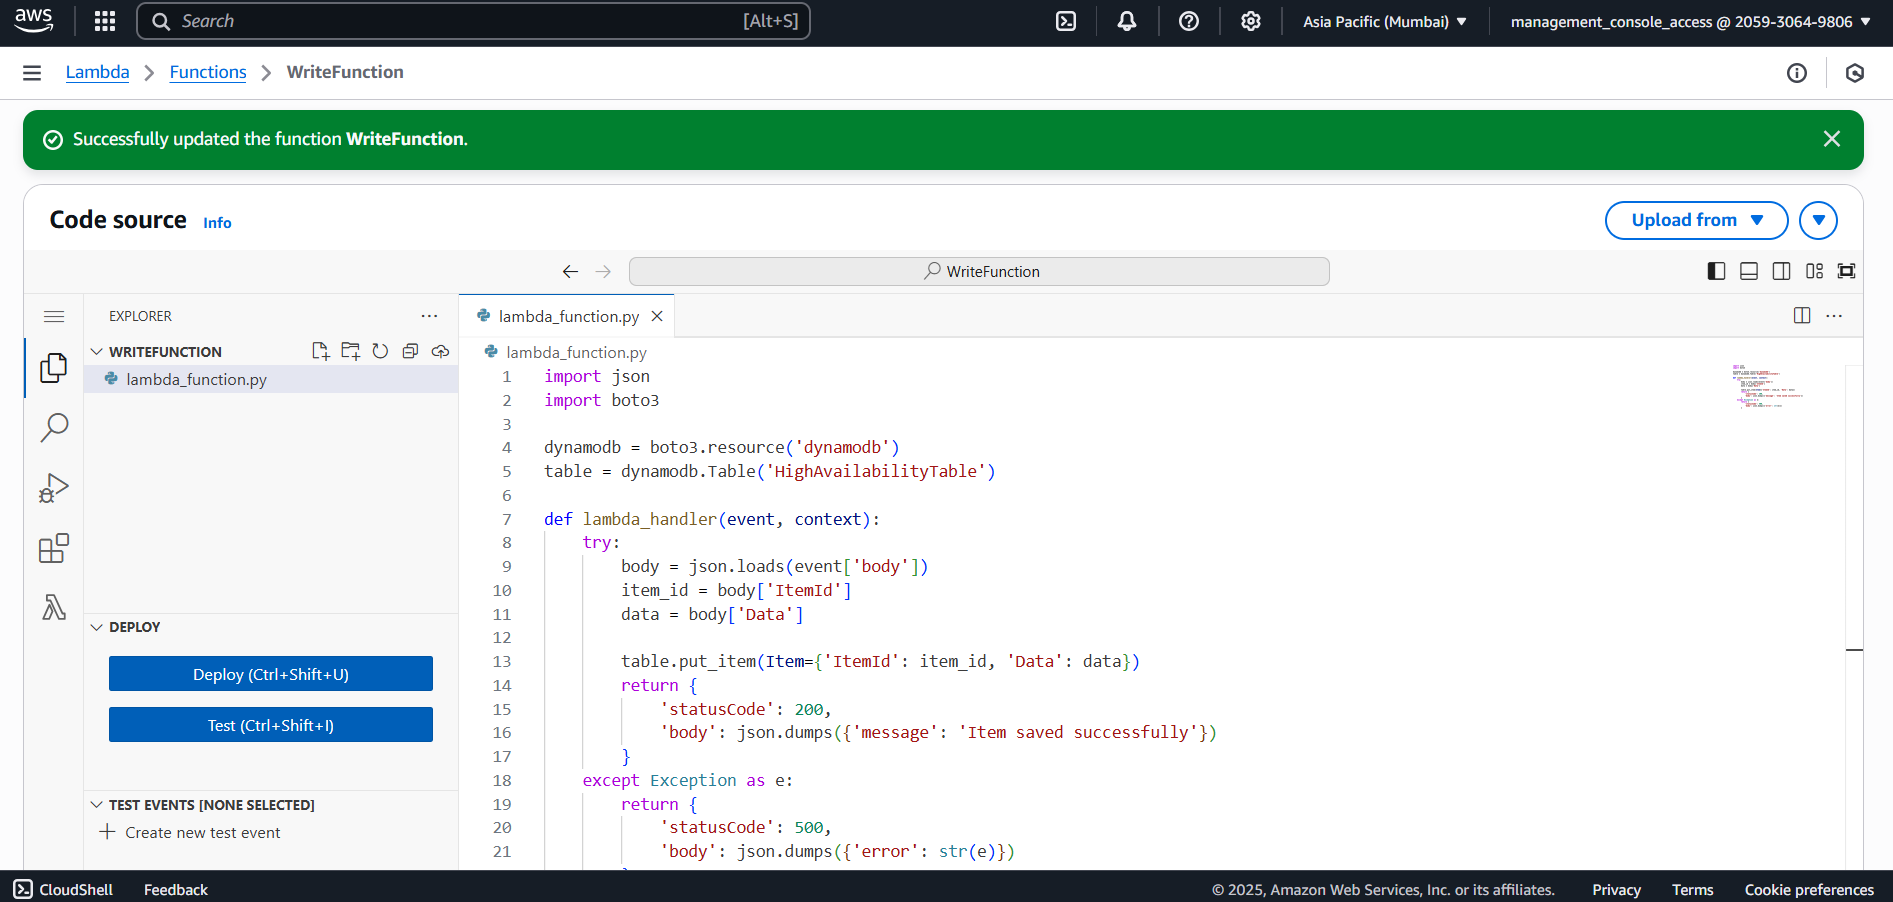 aws
Search [Alt+S]
Asia Pacific (Mumbai)
management_console_access @ 2059-3064-9806
Lambda > Functions > WriteFunction
Successfully updated the function WriteFunction.
Code source Info
Upload from
WriteFunction
EXPLORER
WRITEFUNCTION
lambda_function.py
DEPLOY
Deploy (Ctrl+Shift+U)
Test (Ctrl+Shift+I)
TEST EVENTS [NONE SELECTED]
Create new test event
lambda_function.py
lambda_function.py
1 import json
2 import boto3
3
4 dynamodb = boto3.resource('dynamodb')
5 table = dynamodb.Table('HighAvailabilityTable')
6
7 def lambda_handler(event, context):
8     try:
9         body = json.loads(event['body'])
10         item_id = body['ItemId']
11         data = body['Data']
12
13         table.put_item(Item={'ItemId': item_id, 'Data': data})
14         return {
15             'statusCode': 200,
16             'body': json.dumps({'message': 'Item saved successfully'})
17         }
18     except Exception as e:
19         return {
20             'statusCode': 500,
21             'body': json.dumps({'error': str(e)})
CloudShell Feedback
© 2025, Amazon Web Services, Inc. or its affiliates. Privacy Terms Cookie preferences